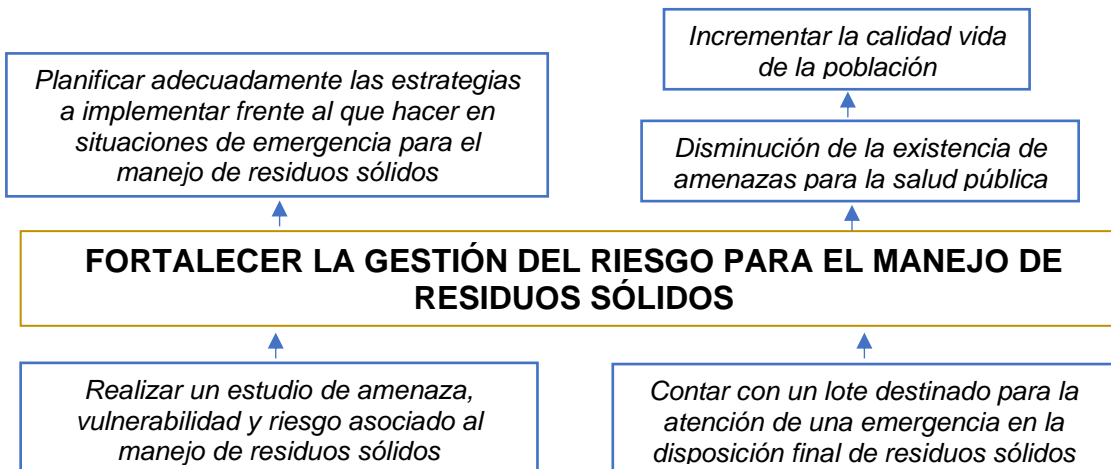 Incrementar la calidad vida
de la población
Planificar adecuadamente las estrategias
a implementar frente al que hacer en
situaciones de emergencia para el
manejo de residuos sólidos
Disminución de la existencia de
amenazas para la salud pública
FORTALECER LA GESTIÓN DEL RIESGO PARA EL MANEJO DE
RESIDUOS SÓLIDOS
Realizar un estudio de amenaza,
vulnerabilidad y riesgo asociado al
manejo de residuos sólidos
Contar con un lote destinado para la
atención de una emergencia en la
disposición final de residuos sólidos